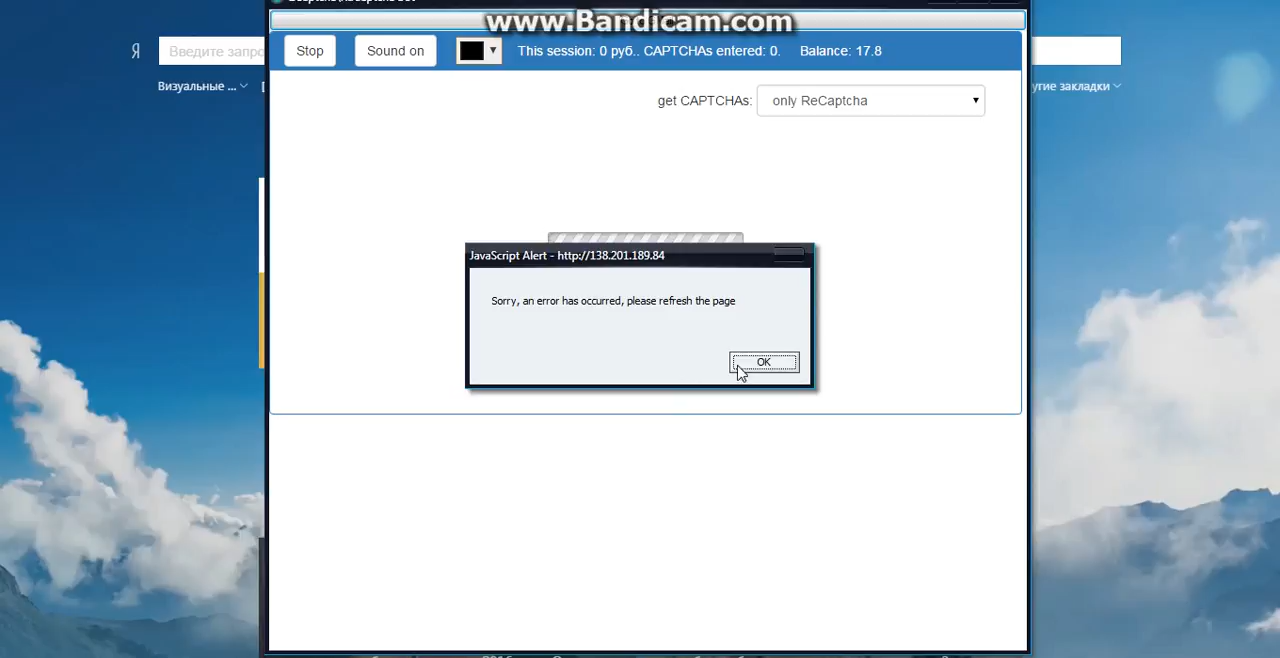 www.Bandicam.com
Я
Введите запро
Stop
Sound on
This session: 0 руб.. CAPTCHAs entered: 0.
Balance: 17.8
Визуальные ...
угие закладки
get CAPTCHAs:
only ReCaptcha
JavaScript Alert - http://138.201.189.84
Sorry, an error has occurred, please refresh the page
OK